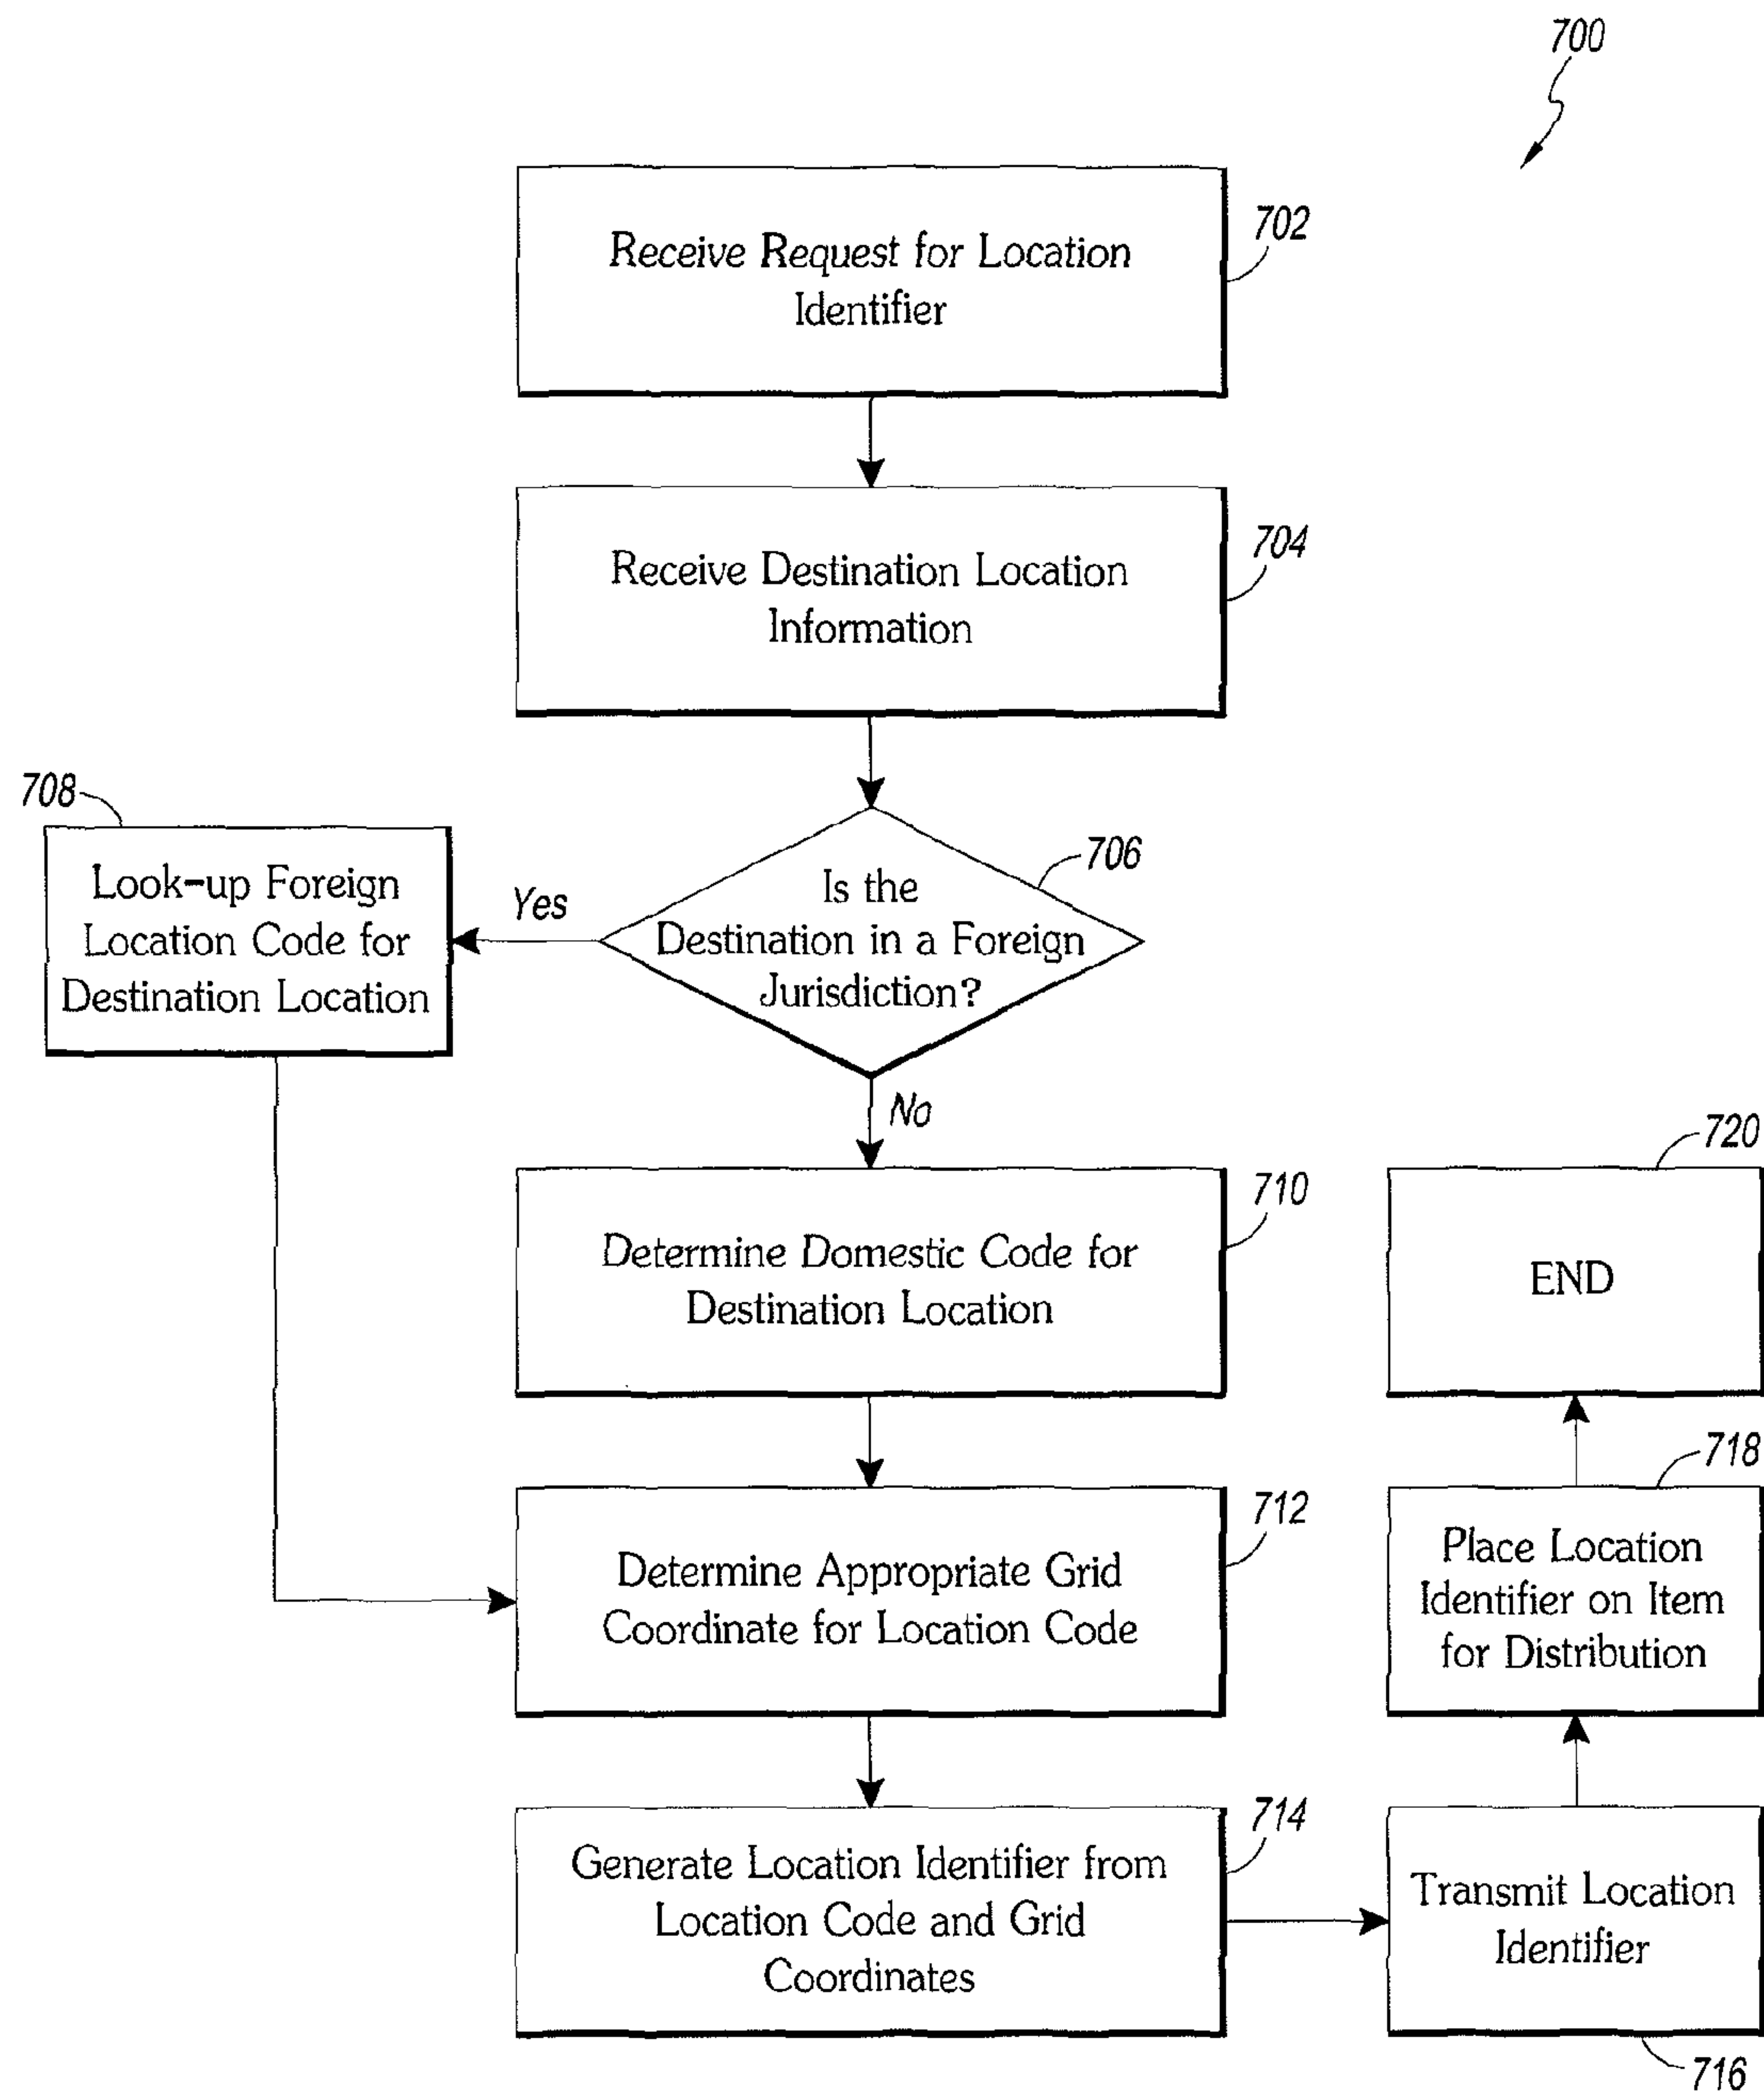 700
Receive Request for Location
Identifier
702
Receive Destination Location
Information
704
708
Look-up Foreign
Location Code for
Destination Location
Yes
Is the
Destination in a Foreign
Jurisdiction?
706
No
Determine Domestic Code for
Destination Location
710
Determine Appropriate Grid
Coordinate for Location Code
712
Generate Location Identifier from
Location Code and Grid
Coordinates
714
Transmit Location
Identifier
716
Place Location
Identifier on Item
for Distribution
718
END
720